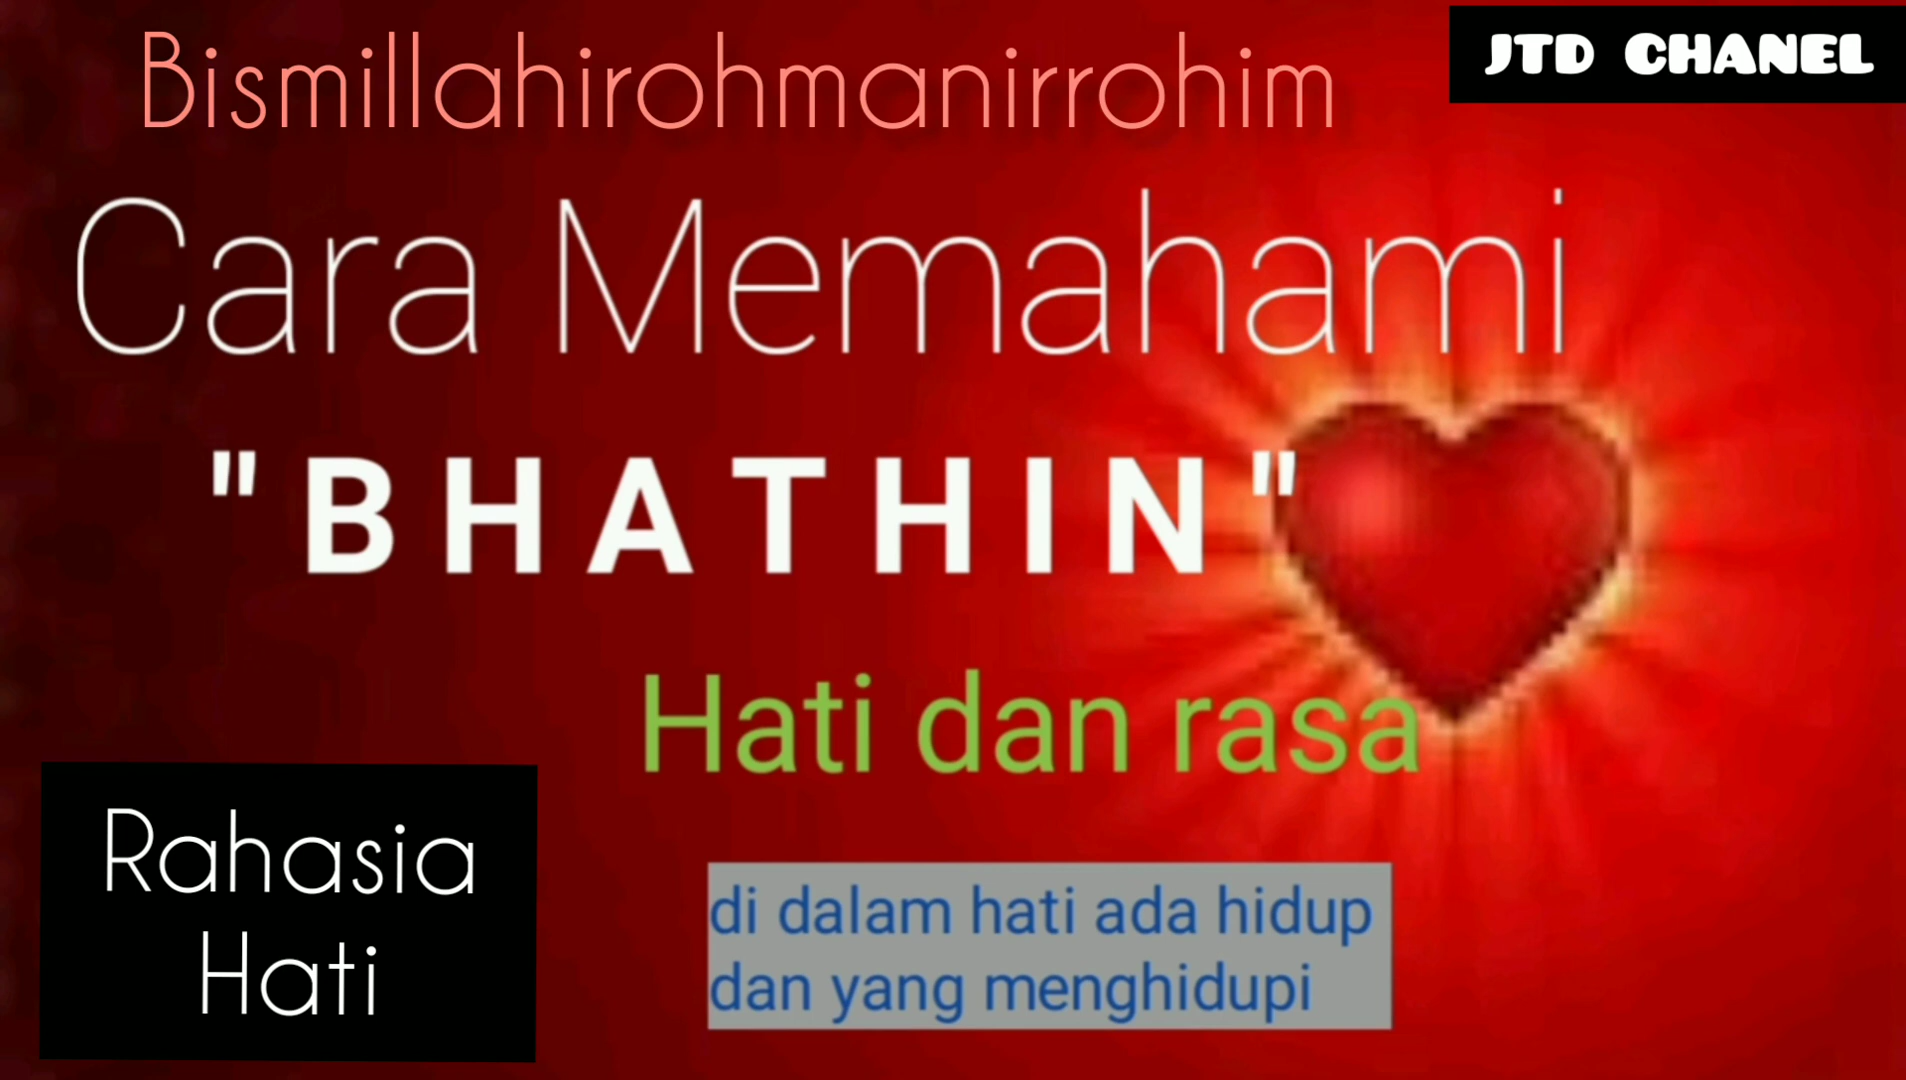 Bismillahirohmanirrohim
JTD CHANEL
Cara Memahami
"BHATHIN"
Hati dan rasa
Rahasia
Hati
di dalam hati ada hidup
dan yang menghidupi